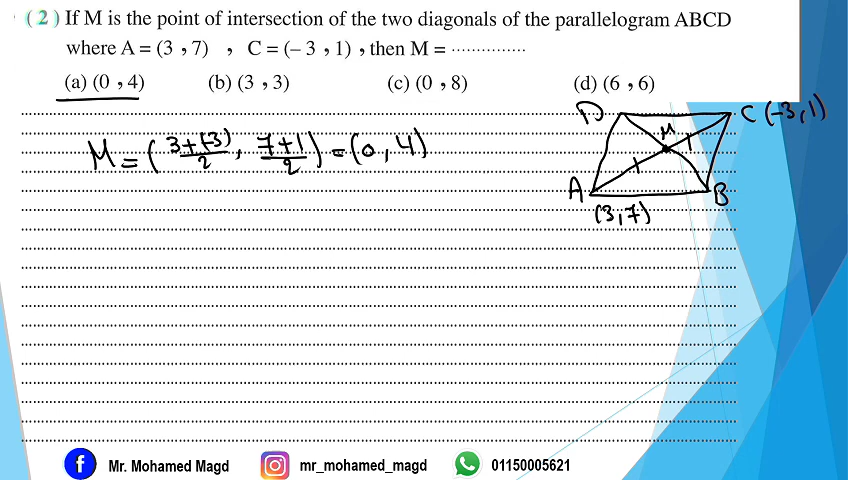 ( 2 ) If M is the point of intersection of the two diagonals of the parallelogram ABCD
where A = (3 , 7) , C = (– 3 , 1) , then M = ...............
(a) (0 , 4) (b) (3 , 3) (c) (0 , 8) (d) (6 , 6)
D M C (-3, 1)
M = ( 3+(-3)/2 , 7+1/2 ) = (0, 4)
A B
(3, 7)
Mr. Mohamed Magd mr_mohamed_magd 01150005621